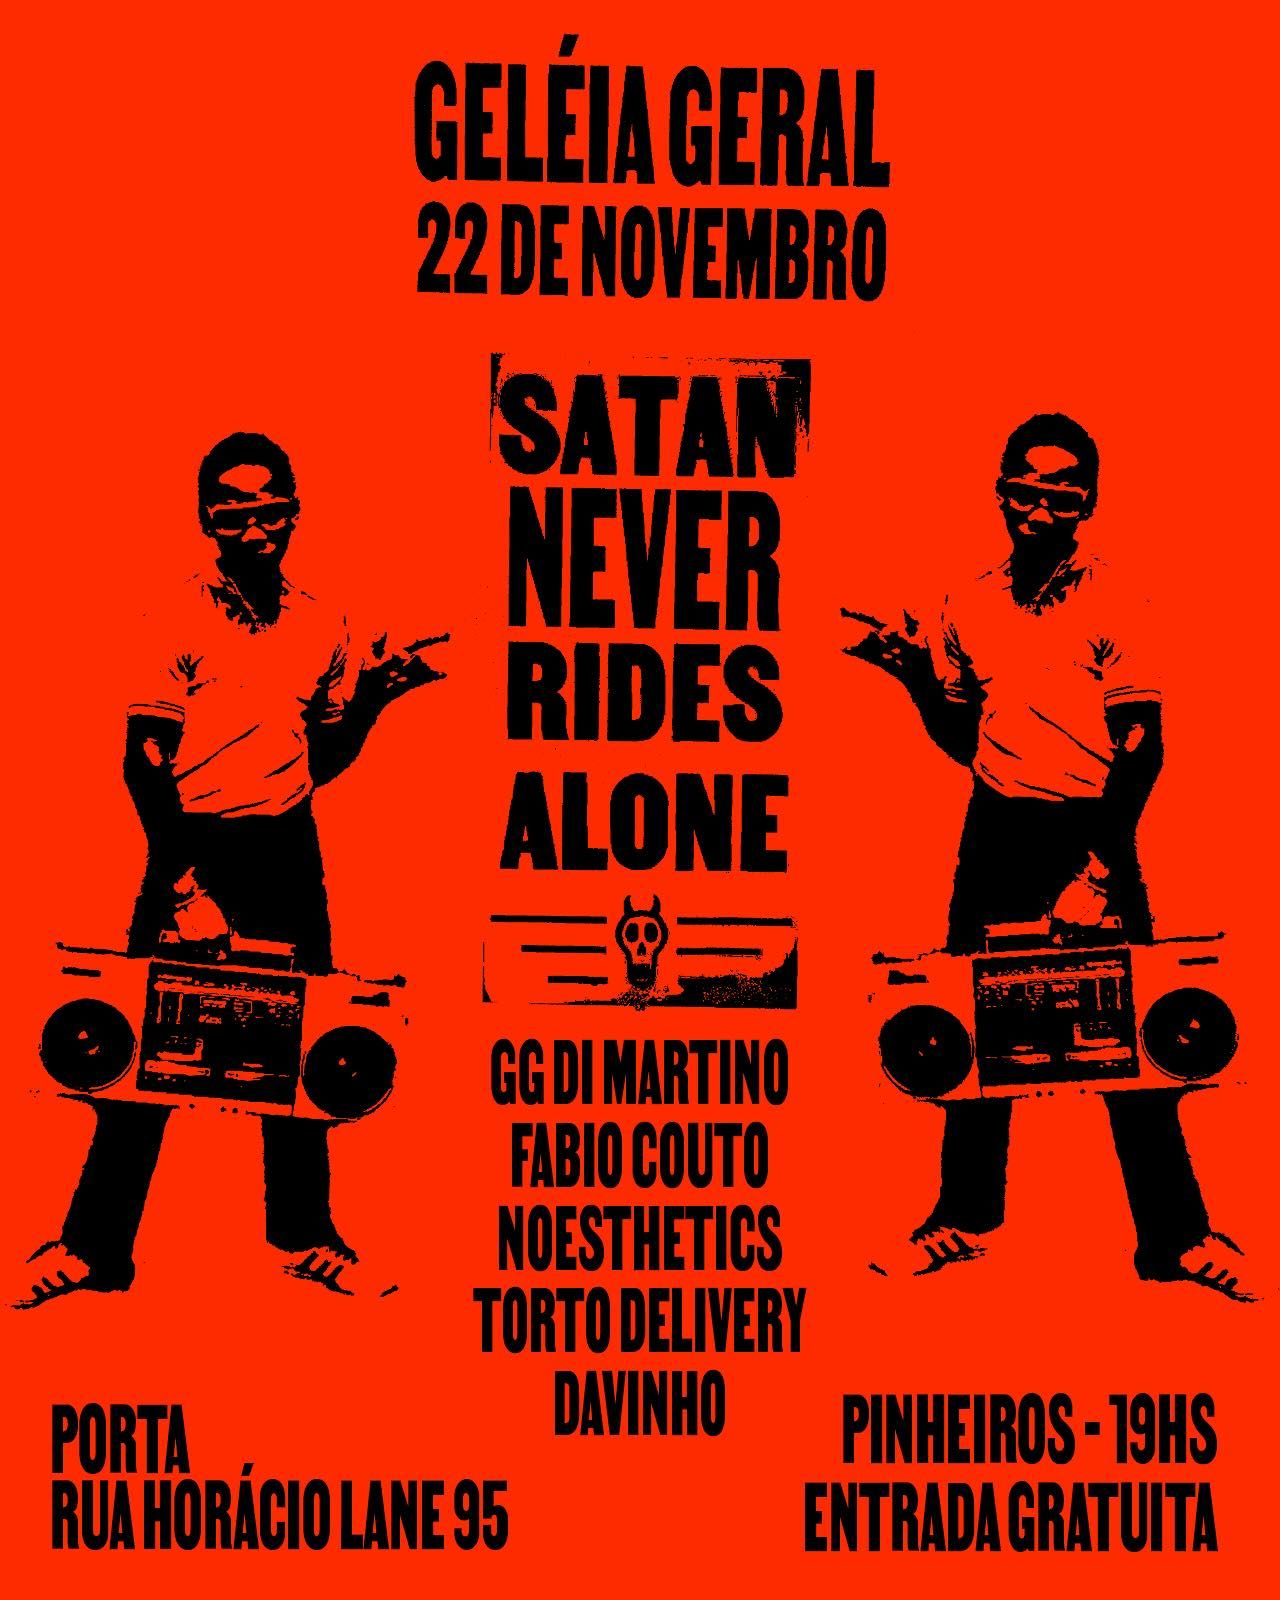 GELÉIA GERAL
22 DE NOVEMBRO
SATAN
NEVER
RIDES
ALONE
GG DI MARTINO
FABIO COUTO
NOESTHETICS
TORTO DELIVERY
DAVINHO
PORTA
RUA HORÁCIO LANE 95
PINHEIROS - 19HS
ENTRADA GRATUITA